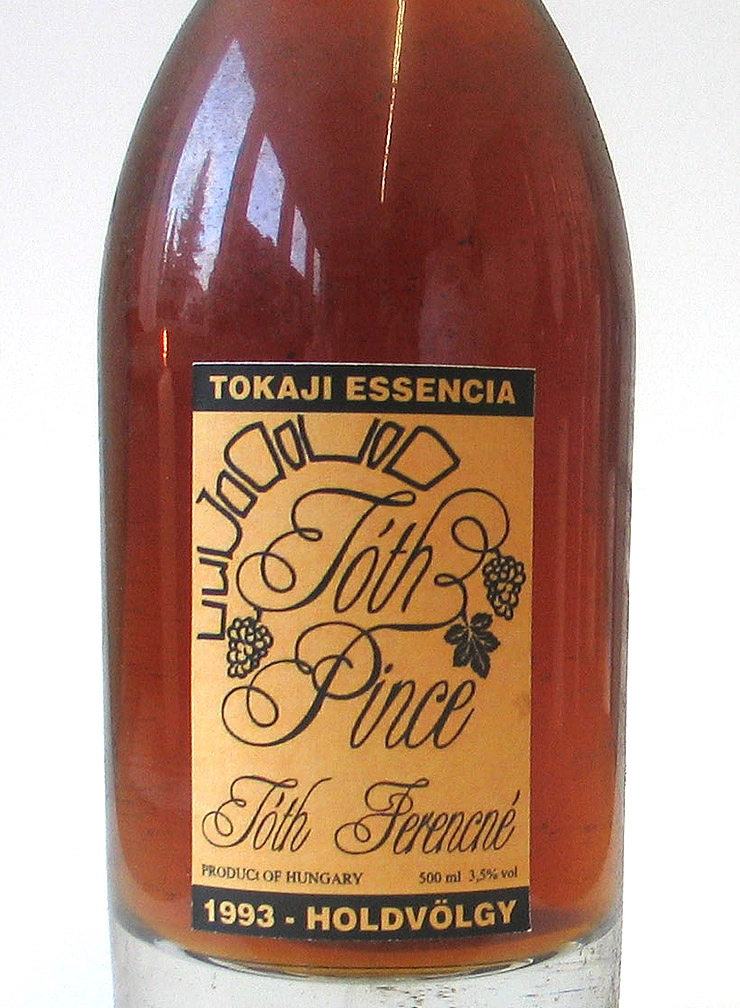 TOKAJI ESSENCIA
Tóth
Pince
Tóth Ferencné
PRODUCt OF HUNGARY 500 ml 3,5% vol
1993 - HOLDVÖLGY